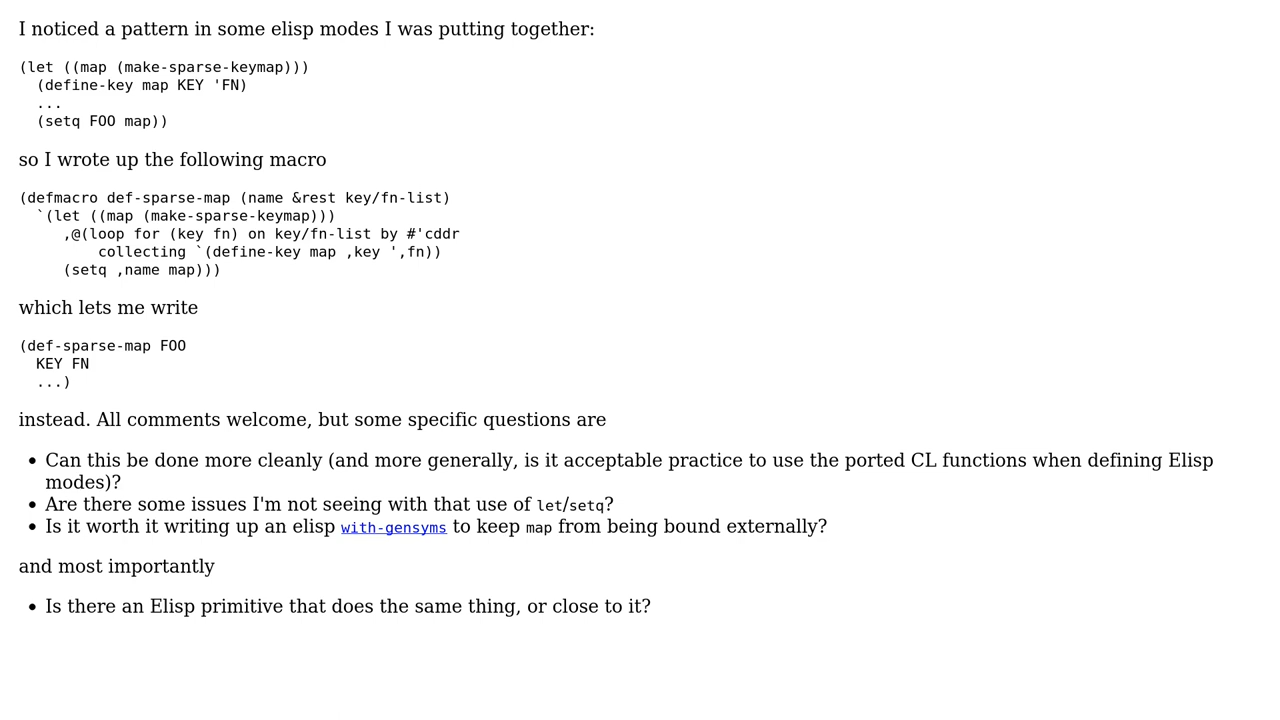 I noticed a pattern in some elisp modes I was putting together:
(let ((map (make-sparse-keymap)))
  (define-key map KEY 'FN)
  ...
  (setq FOO map))
so I wrote up the following macro
(defmacro def-sparse-map (name &rest key/fn-list)
  `(let ((map (make-sparse-keymap)))
     ,@(loop for (key fn) on key/fn-list by #'cddr
         collecting `(define-key map ,key ',fn))
     (setq ,name map)))
which lets me write
(def-sparse-map FOO
  KEY FN
  ...)
instead. All comments welcome, but some specific questions are
• Can this be done more cleanly (and more generally, is it acceptable practice to use the ported CL functions when defining Elisp
modes)?
• Are there some issues I'm not seeing with that use of let/setq?
• Is it worth it writing up an elisp with-gensyms to keep map from being bound externally?
and most importantly
• Is there an Elisp primitive that does the same thing, or close to it?